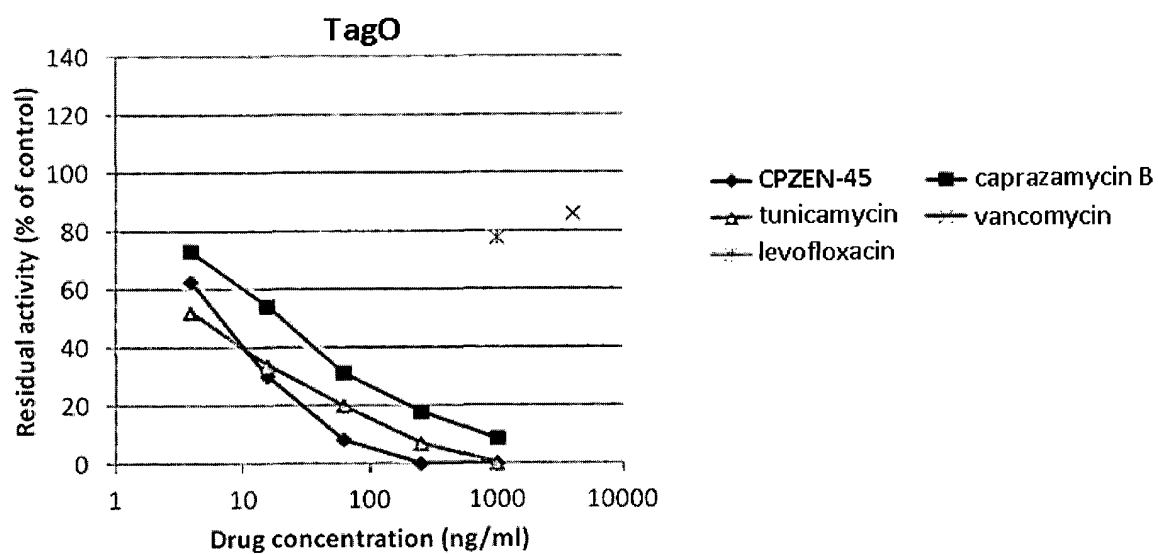 TagO
140
120
100
80
60
40
20
0
1 10 100 1000 10000
Residual activity (% of control)
Drug concentration (ng/ml)
CPZEN-45 caprazamycin B
tunicamycin vancomycin
levofloxacin